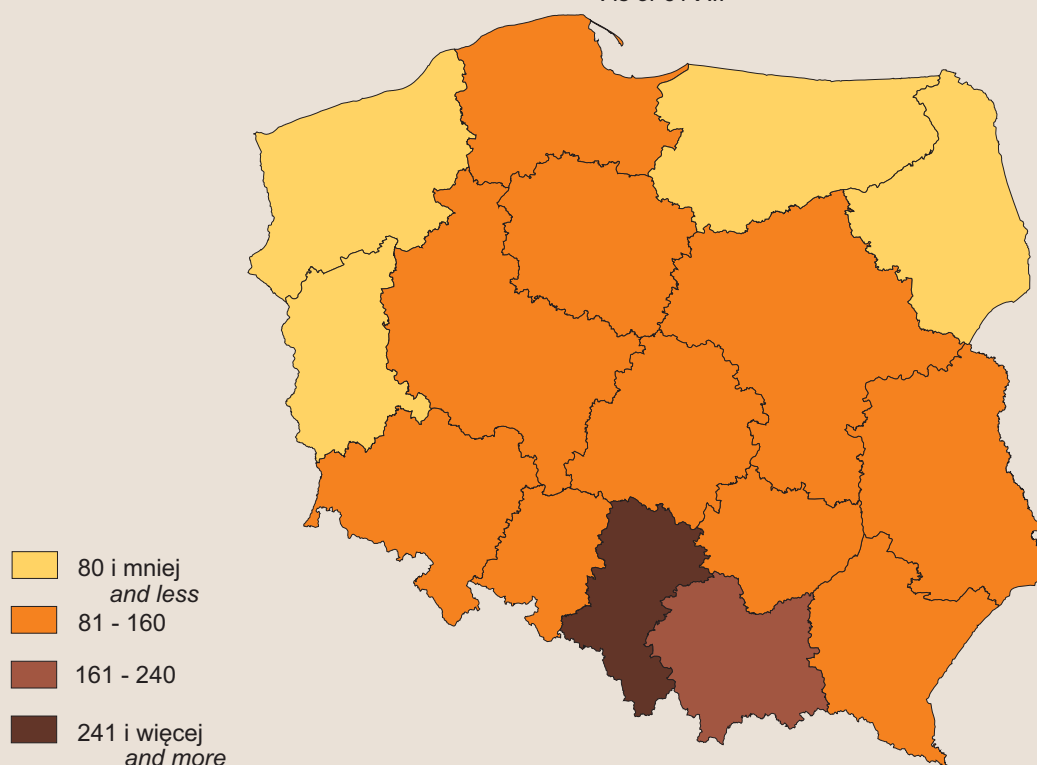 80 i mniej
and less
81 - 160
161 - 240
241 i więcej
and more